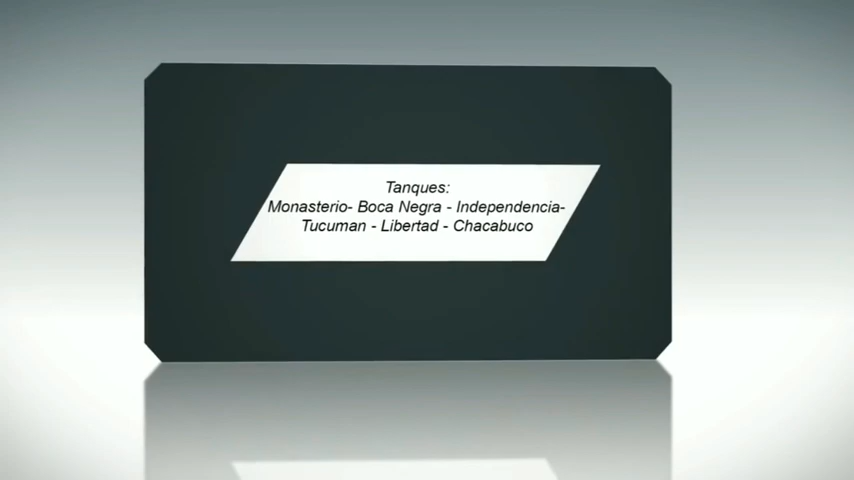 Tanques:
Monasterio- Boca Negra - Independencia-
Tucuman - Libertad - Chacabuco